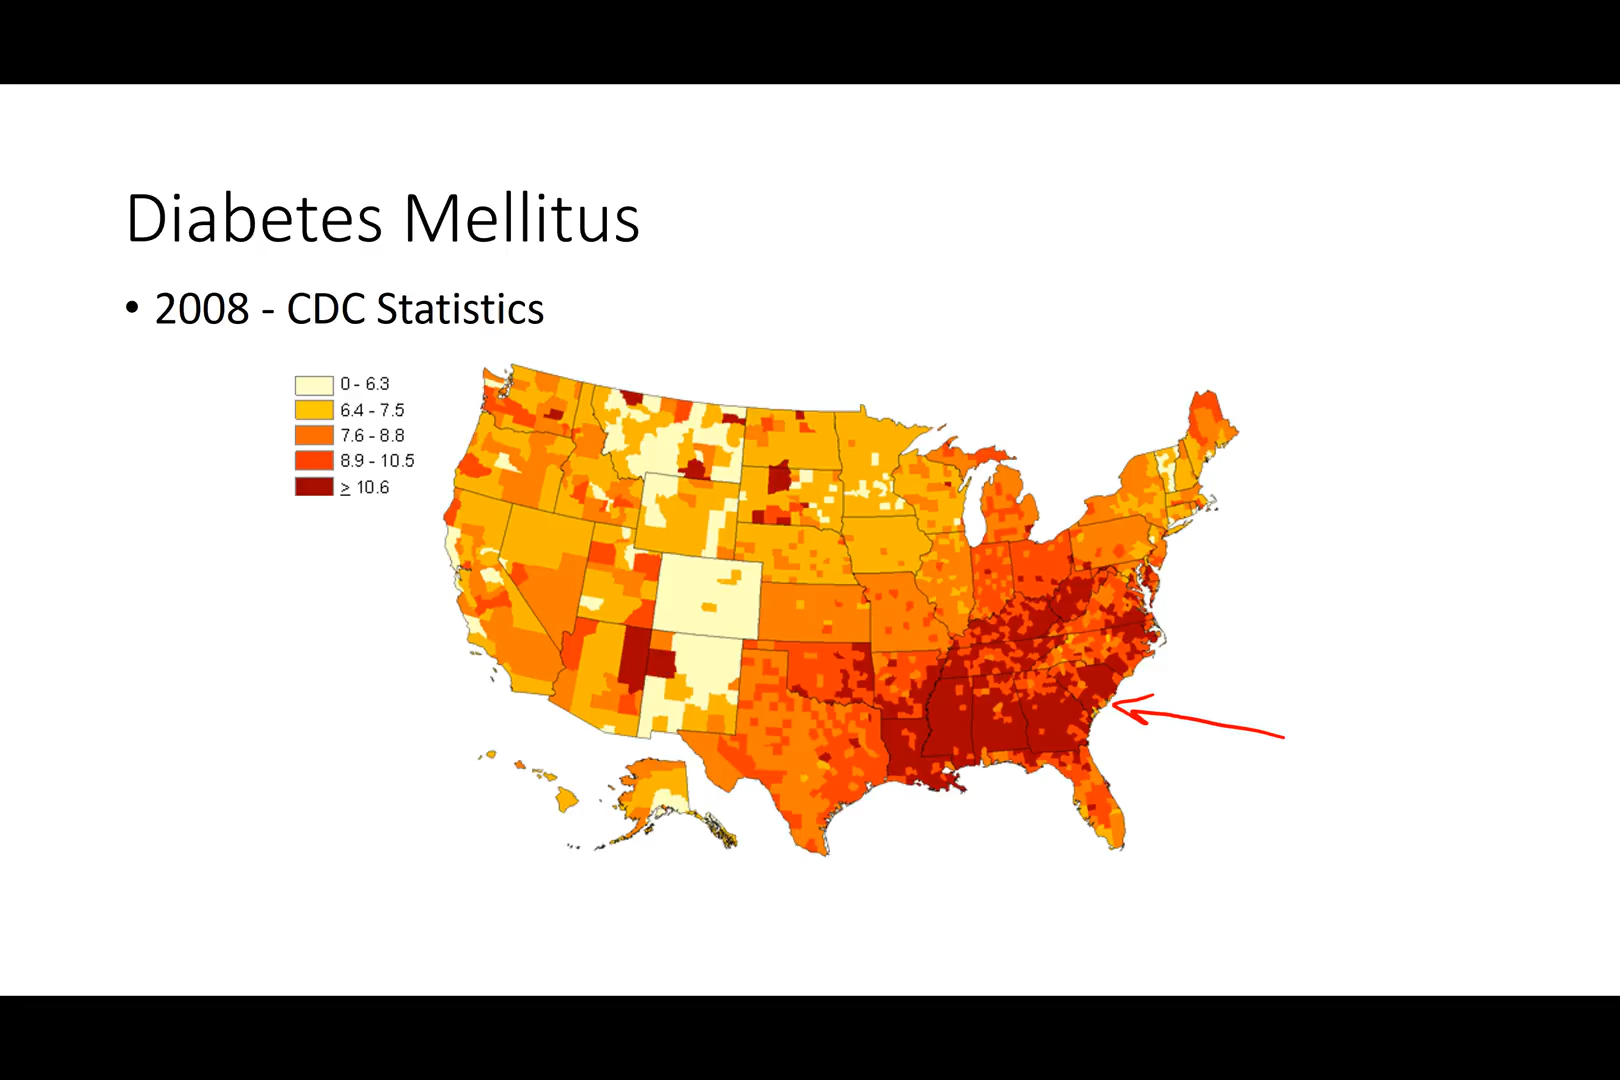 Diabetes Mellitus
• 2008 - CDC Statistics
0 - 6.3
6.4 - 7.5
7.6 - 8.8
8.9 - 10.5
≥ 10.6